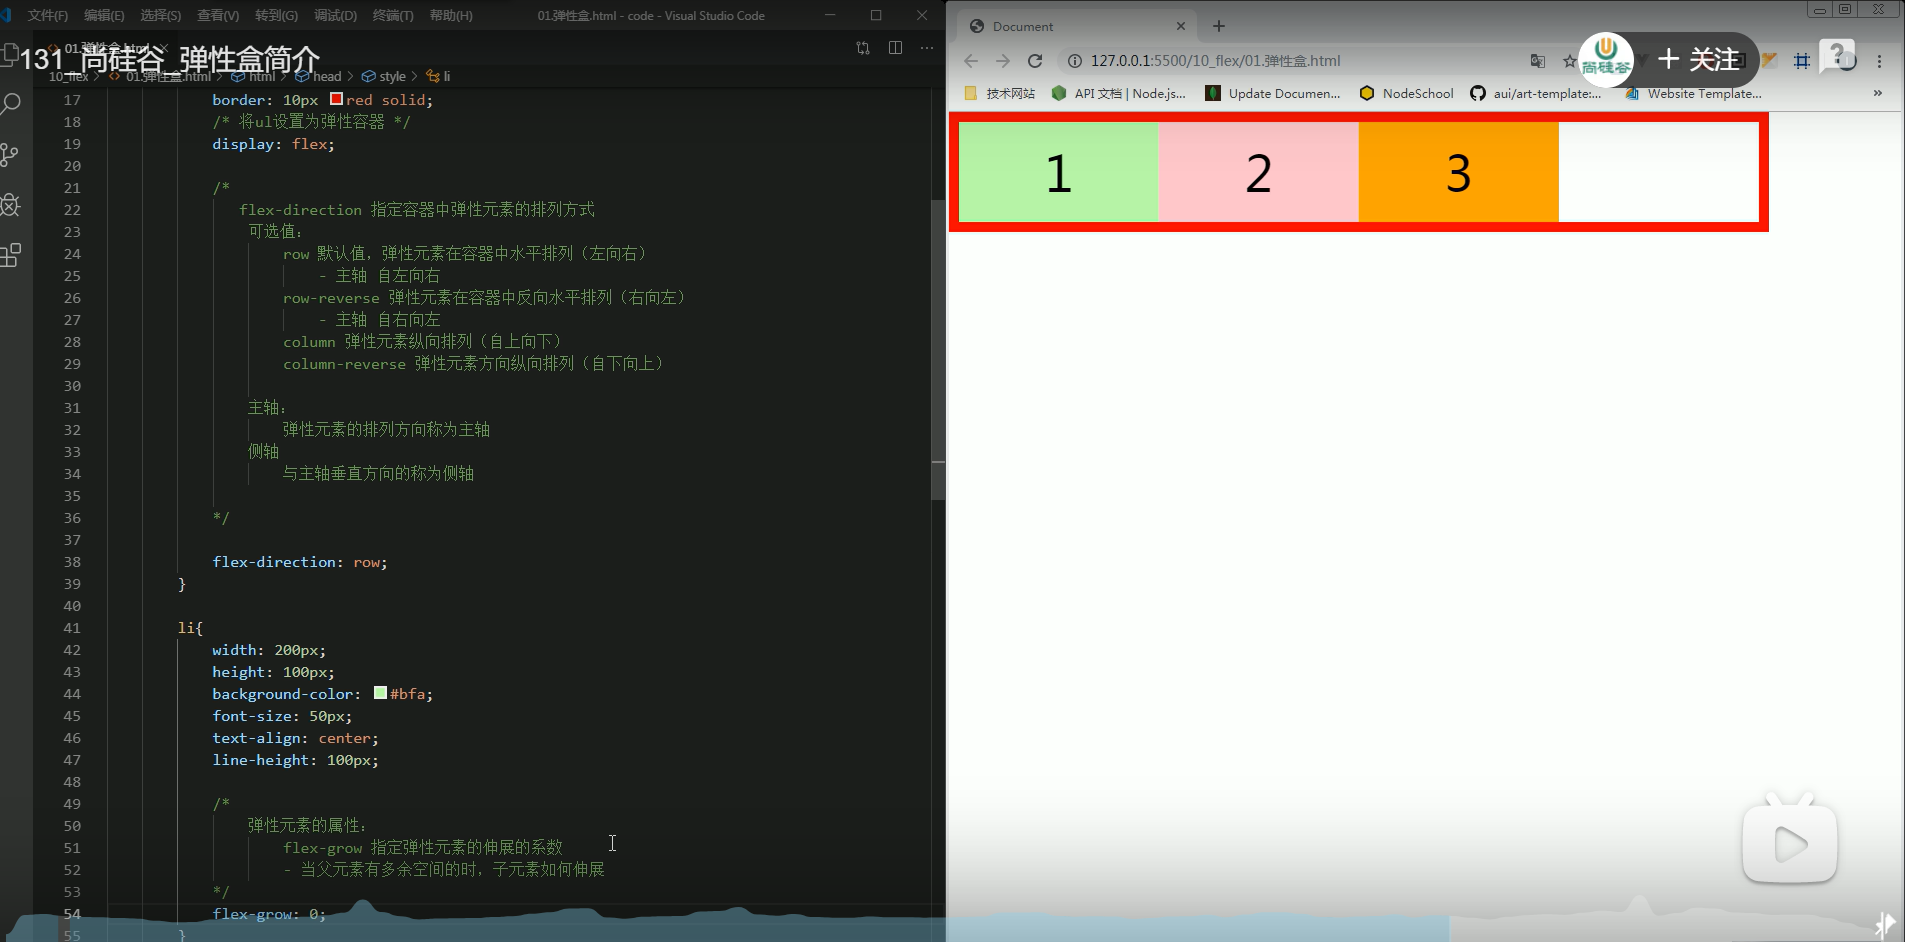 文件(F) 编辑(E) 选择(S) 查看(V) 转到(G) 调试(D) 终端(T) 帮助(H) 01.弹性盒.html - code - Visual Studio Code
01.弹性盒.html
131_尚硅谷_弹性盒简介
10_flex > 01.弹性盒.html > html > head > style > li
17 border: 10px red solid;
18 /* 将ul设置为弹性容器 */
19 display: flex;
20
21 /*
22 flex-direction 指定容器中弹性元素的排列方式
23 可选值：
24 row 默认值，弹性元素在容器中水平排列（左向右）
25 - 主轴 自左向右
26 row-reverse 弹性元素在容器中反向水平排列（右向左）
27 - 主轴 自右向左
28 column 弹性元素纵向排列（自上向下）
29 column-reverse 弹性元素方向纵向排列（自下向上）
30
31 主轴：
32 弹性元素的排列方向称为主轴
33 侧轴
34 与主轴垂直方向的称为侧轴
35
36 */
37
38 flex-direction: row;
39 }
40
41 li{
42 width: 200px;
43 height: 100px;
44 background-color: #bfa;
45 font-size: 50px;
46 text-align: center;
47 line-height: 100px;
48
49 /*
50 弹性元素的属性：
51 flex-grow 指定弹性元素的伸展的系数
52 - 当父元素有多余空间的时，子元素如何伸展
53 */
54 flex-grow: 0;
55 }
Document
127.0.0.1:5500/10_flex/01.弹性盒.html
尚硅谷
+ 关注
技术网站 API 文档 | Node.js... Update Documen... NodeSchool aui/art-template:... Website Template... »
1 2 3